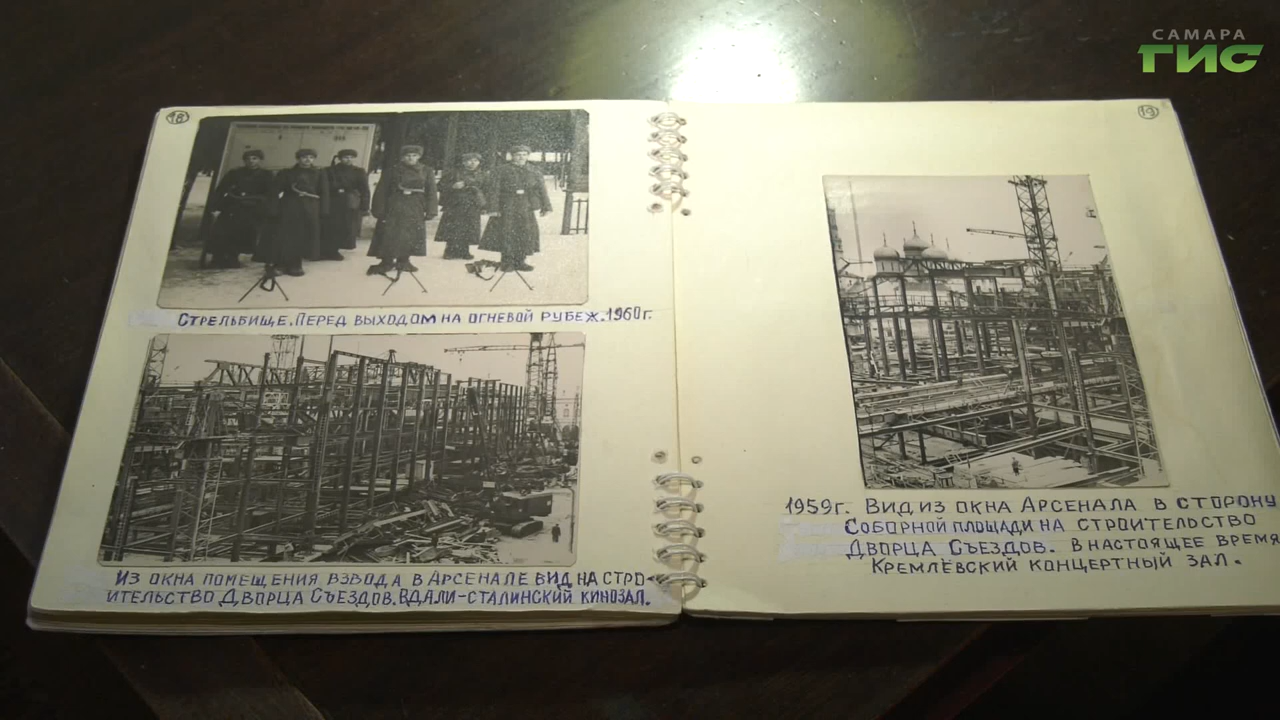 САМАРА
ГИС
18
СТРЕЛЬБИЩЕ. ПЕРЕД ВЫХОДОМ НА ОГНЕВОЙ РУБЕЖ. 1960г.
ИЗ ОКНА ПОМЕЩЕНИЯ ВЗВОДА В АРСЕНАЛЕ ВИД НА СТРО-
ИТЕЛЬСТВО ДВОРЦА СЪЕЗДОВ. ВДАЛИ-СТАЛИНСКИЙ КИНОЗАЛ.
19
1959г. ВИД ИЗ ОКНА АРСЕНАЛА В СТОРОНУ
СОБОРНОЙ ПЛОЩАДИ НА СТРОИТЕЛЬСТВО
ДВОРЦА СЪЕЗДОВ. В НАСТОЯЩЕЕ ВРЕМЯ
КРЕМЛЁВСКИЙ КОНЦЕРТНЫЙ ЗАЛ.